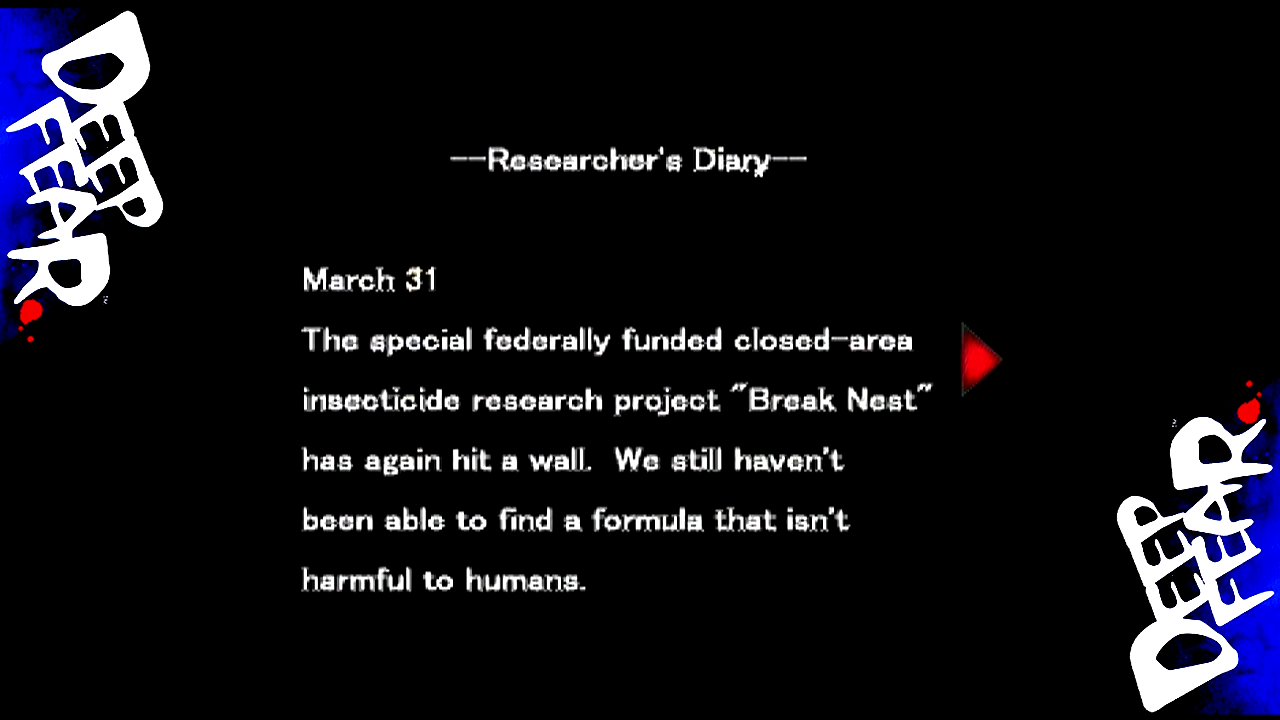 DEEP
FEAR
--Researcher's Diary--
March 31
The special federally funded closed-area
insecticide research project "Break Nest"
has again hit a wall.  We still haven't
been able to find a formula that isn't
harmful to humans.
DEEP
FEAR